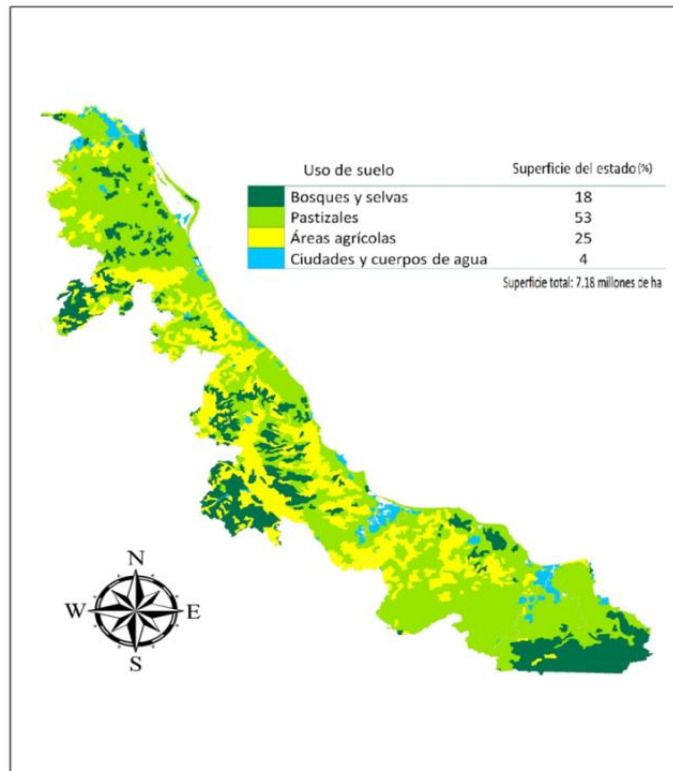 Uso de suelo Superficie del estado (%)
Bosques y selvas 18
Pastizales 53
Áreas agrícolas 25
Ciudades y cuerpos de agua 4
Superficie total: 7.18 millones de ha
N
W E
S